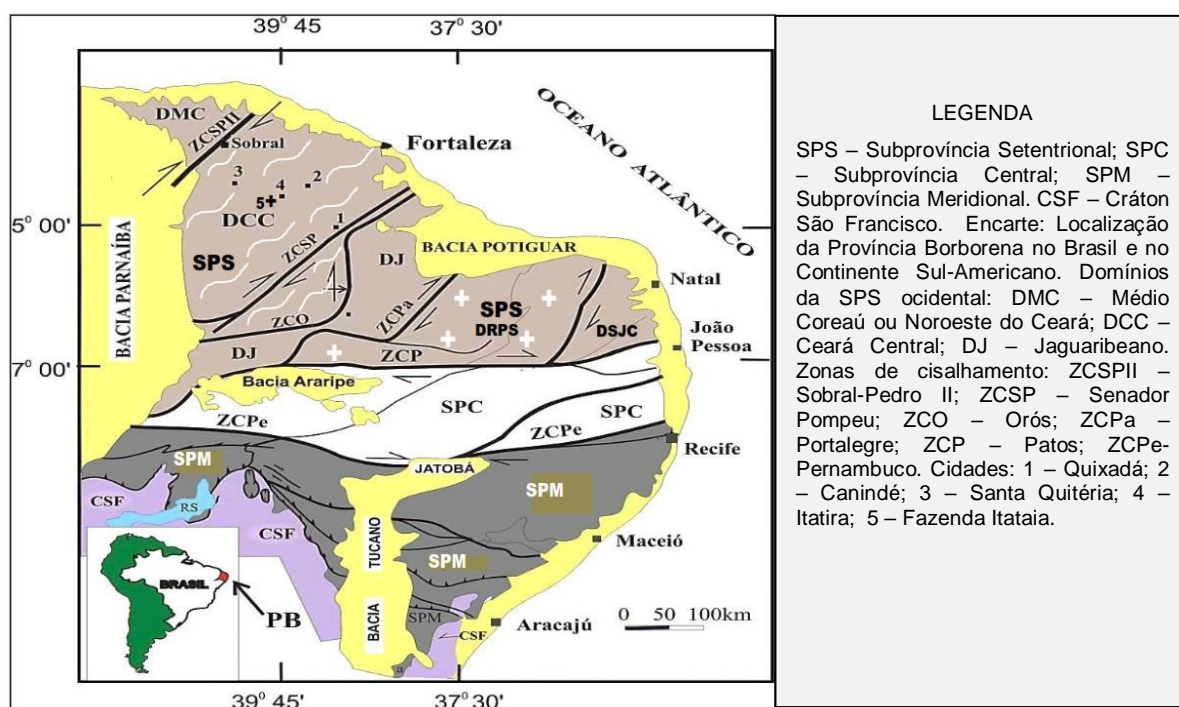 39° 45
37° 30
OCEANO ATLÂNTICO
DMC
ZCSPII
Sobral
Fortaleza
3
2
4
5
DCC
1
5° 00'
ZCSP
DJ
BACIA POTIGUAR
SPS
BACIA PARNAÍBA
Natal
ZCPa
SPS
ZCO
DRPS
DSJC
João
Pessoa
DJ
ZCP
7° 00'
Bacia Araripe
SPC
SPC
ZCPe
ZCPe
Recife
SPM
JATOBÁ
CSF
RS
SPM
CSF
Maceió
TUCANO
SPM
BRASIL
PB
BACIA
SPM
CSF
Aracajú
0 50 100km
a
39° 45
37° 30
LEGENDA
SPS – Subprovíncia Setentrional; SPC
– Subprovíncia Central; SPM –
Subprovíncia Meridional. CSF – Cráton
São Francisco. Encarte: Localização
da Província Borborena no Brasil e no
Continente Sul-Americano. Domínios
da SPS ocidental: DMC – Médio
Coreaú ou Noroeste do Ceará; DCC –
Ceará Central; DJ – Jaguaribeano.
Zonas de cisalhamento: ZCSPII –
Sobral-Pedro II; ZCSP – Senador
Pompeu; ZCO – Orós; ZCPa –
Portalegre; ZCP – Patos; ZCPe-
Pernambuco. Cidades: 1 – Quixadá; 2
– Canindé; 3 – Santa Quitéria; 4 –
Itatira; 5 – Fazenda Itataia.